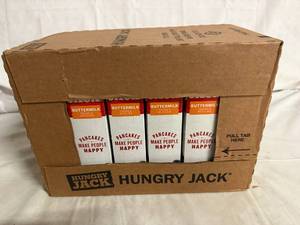 BUTTERMILK
BUTTERMILK
BUTTERMILK
BUTTERMILK
PANCAKES
MAKE PEOPLE
HAPPY
PANCAKES
MAKE PEOPLE
HAPPY
PANCAKES
MAKE PEOPLE
HAPPY
PANCAKES
MAKE PEOPLE
HAPPY
PULL TAB
HERE
HUNGRY
JACK
HUNGRY JACK®